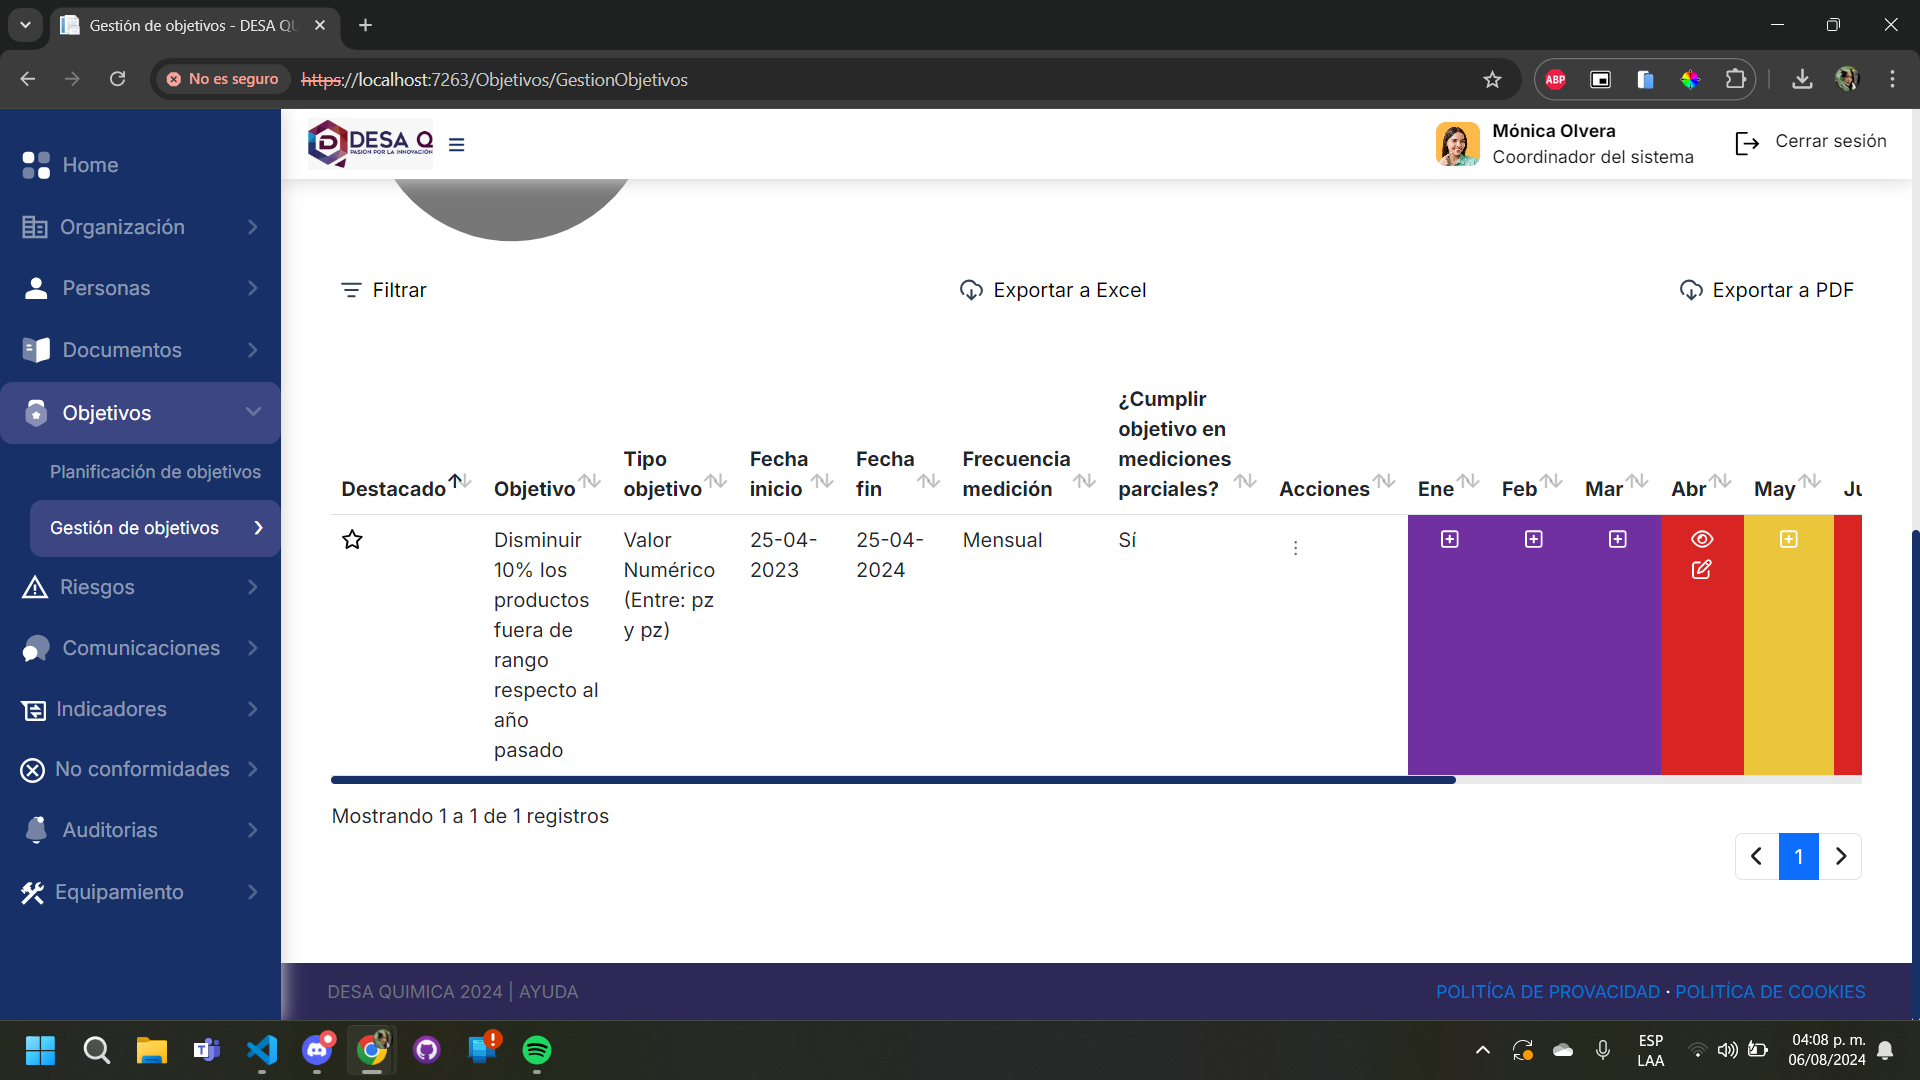 Gestión de objetivos - DESA QU
No es seguro
https://localhost:7263/Objetivos/GestionObjetivos
ABP
DESA Q
PASIÓN POR LA INNOVACIÓN
Mónica Olvera
Coordinador del sistema
Cerrar sesión
Home
Organización
Personas
Documentos
Objetivos
Planificación de objetivos
Gestión de objetivos
Riesgos
Comunicaciones
Indicadores
No conformidades
Auditorias
Equipamiento
Filtrar
Exportar a Excel
Exportar a PDF
Destacado
Objetivo
Tipo
objetivo
Fecha
inicio
Fecha
fin
Frecuencia
medición
¿Cumplir
objetivo en
mediciones
parciales?
Acciones
Ene
Feb
Mar
Abr
May
Ju
Disminuir
10% los
productos
fuera de
rango
respecto al
año
pasado
Valor
Numérico
(Entre: pz
y pz)
25-04-
2023
25-04-
2024
Mensual
Sí
Mostrando 1 a 1 de 1 registros
1
DESA QUIMICA 2024 | AYUDA
POLITÍCA DE PROVACIDAD · POLITÍCA DE COOKIES
ESP
LAA
04:08 p. m.
06/08/2024